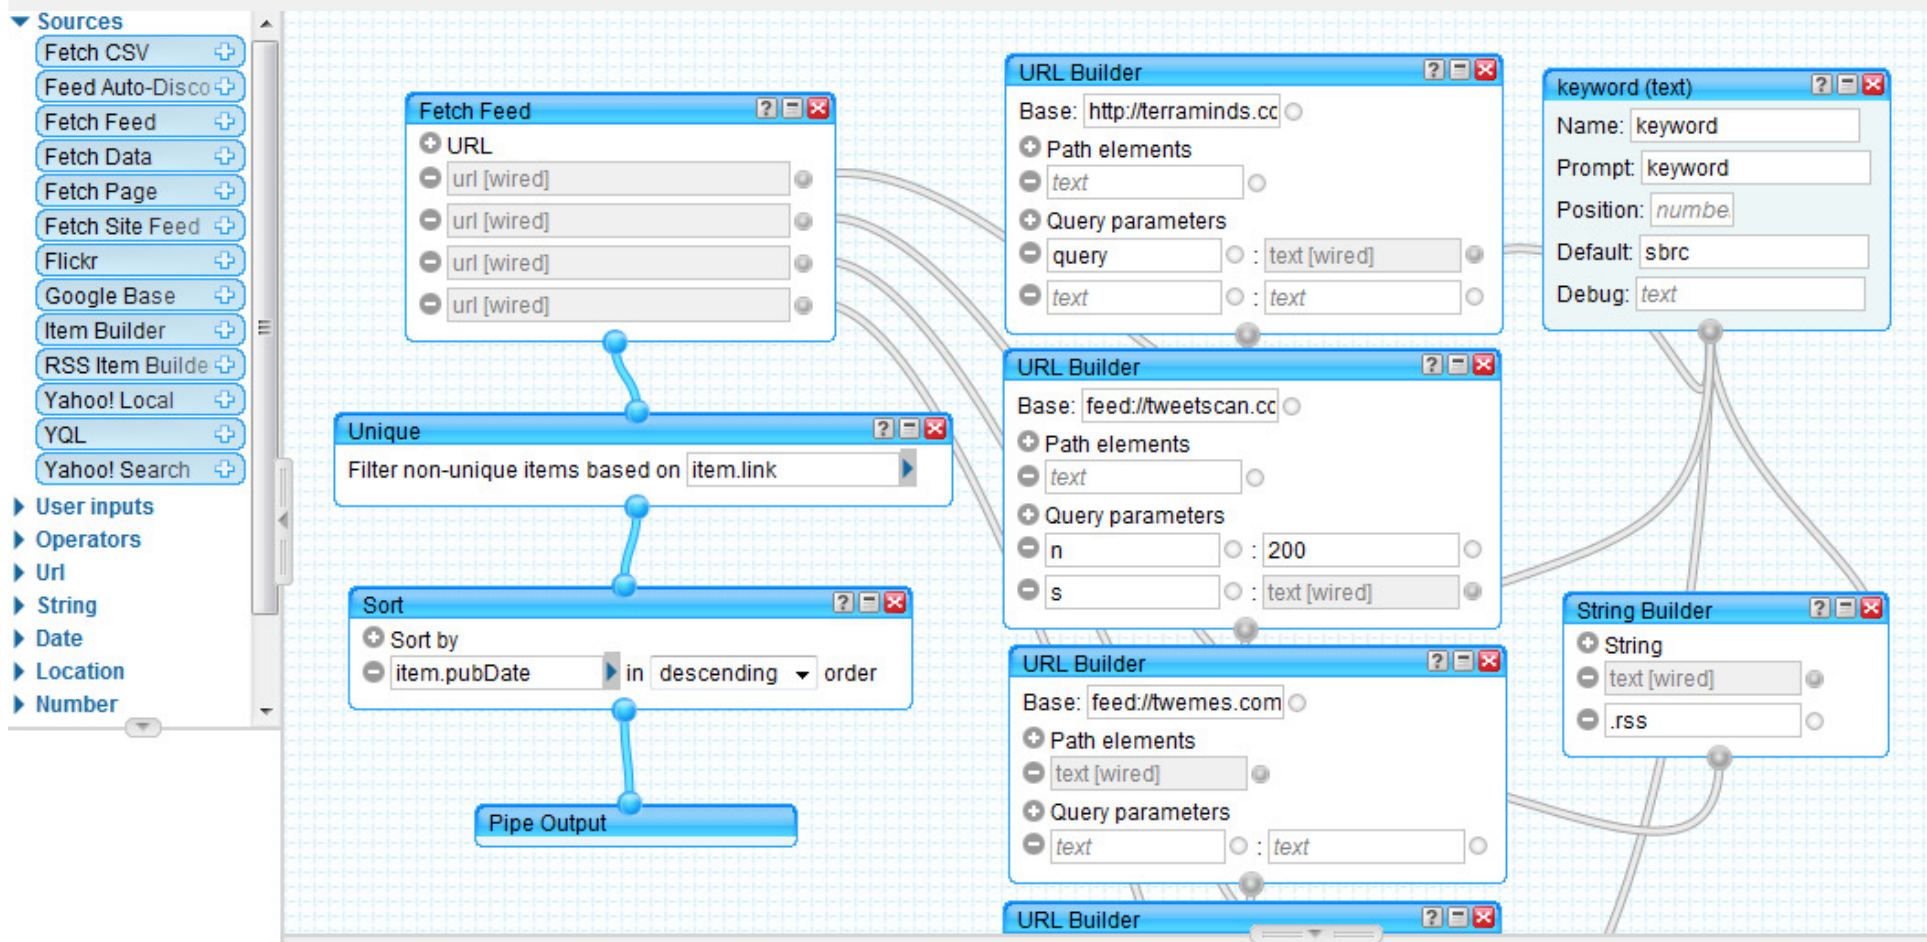 Sources
Fetch CSV
Feed Auto-Disco
Fetch Feed
Fetch Data
Fetch Page
Fetch Site Feed
Flickr
Google Base
Item Builder
RSS Item Builde
Yahoo! Local
YQL
Yahoo! Search
User inputs
Operators
Url
String
Date
Location
Number
Fetch Feed
URL
url [wired]
url [wired]
url [wired]
url [wired]
Unique
Filter non-unique items based on item.link
Sort
Sort by
item.pubDate in descending order
Pipe Output
URL Builder
Base: http://terraminds.cc
Path elements
text
Query parameters
query : text [wired]
text : text
URL Builder
Base: feed://tweetscan.cc
Path elements
text
Query parameters
n : 200
s : text [wired]
URL Builder
Base: feed://twemes.com
Path elements
text [wired]
Query parameters
text : text
URL Builder
keyword (text)
Name: keyword
Prompt: keyword
Position: numbe
Default: sbrc
Debug: text
String Builder
String
text [wired]
.rss